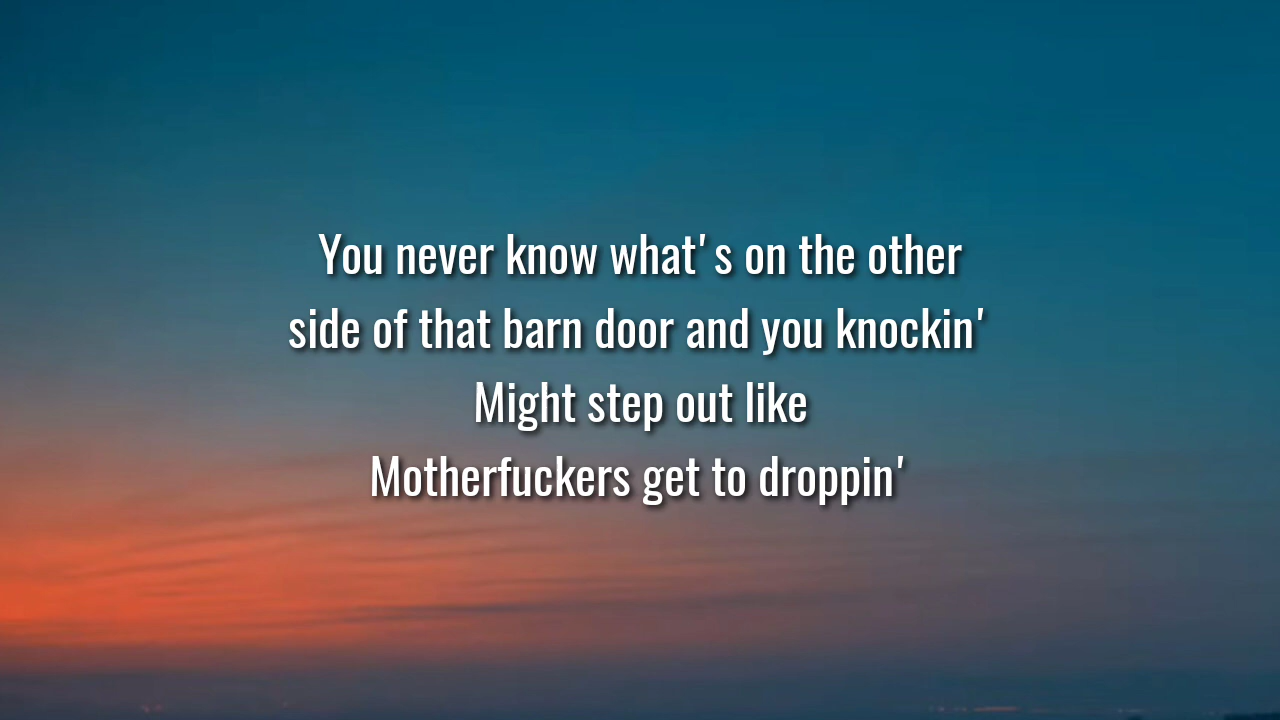 You never know what's on the other
side of that barn door and you knockin'
Might step out like
Motherfuckers get to droppin'